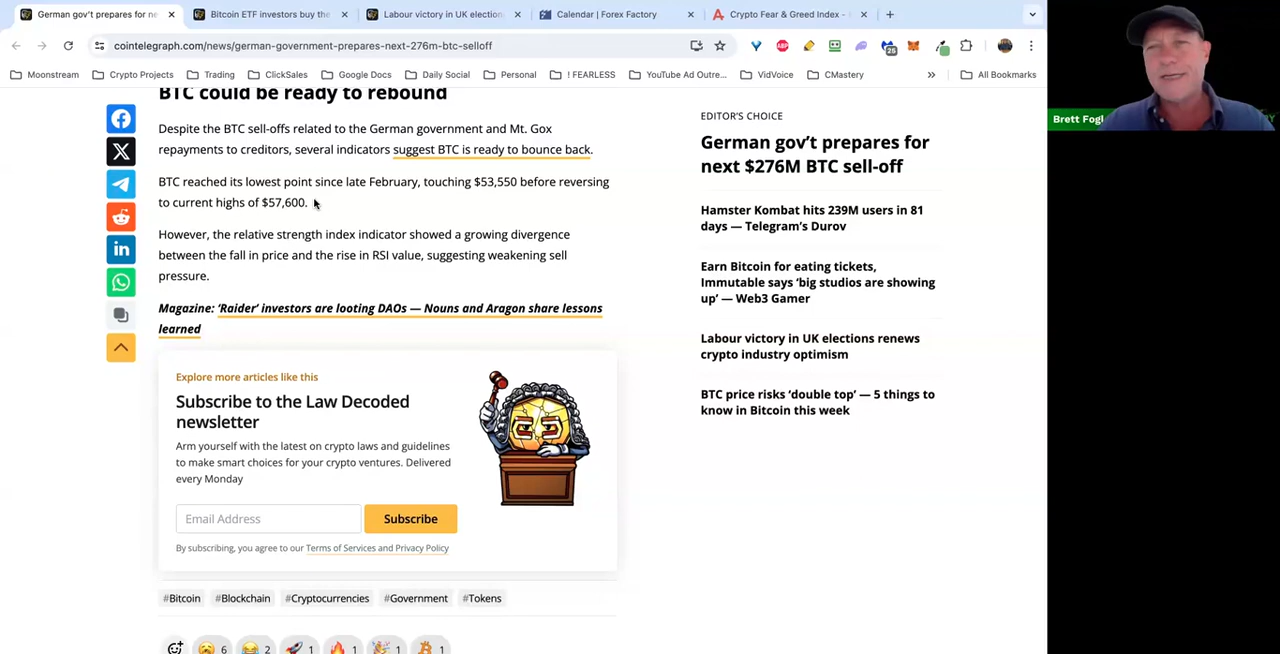 German gov't prepares for ne
Bitcoin ETF investors buy the
Labour victory in UK election
Calendar | Forex Factory
Crypto Fear & Greed Index -
cointelegraph.com/news/german-government-prepares-next-276m-btc-selloff
ABP
25
Moonstream
Crypto Projects
Trading
ClickSales
Google Docs
Daily Social
Personal
! FEARLESS
YouTube Ad Outre...
VidVoice
CMastery
»
All Bookmarks
Brett Fogl
BTC could be ready to rebound
Despite the BTC sell-offs related to the German government and Mt. Gox
repayments to creditors, several indicators suggest BTC is ready to bounce back.
BTC reached its lowest point since late February, touching $53,550 before reversing
to current highs of $57,600.
However, the relative strength index indicator showed a growing divergence
between the fall in price and the rise in RSI value, suggesting weakening sell
pressure.
Magazine: 'Raider' investors are looting DAOs — Nouns and Aragon share lessons
learned
Explore more articles like this
Subscribe to the Law Decoded
newsletter
Arm yourself with the latest on crypto laws and guidelines
to make smart choices for your crypto ventures. Delivered
every Monday
Email Address
Subscribe
By subscribing, you agree to our Terms of Services and Privacy Policy
#Bitcoin
#Blockchain
#Cryptocurrencies
#Government
#Tokens
6
2
1
1
1
1
EDITOR'S CHOICE
German gov't prepares for
next $276M BTC sell-off
Hamster Kombat hits 239M users in 81
days — Telegram's Durov
Earn Bitcoin for eating tickets,
Immutable says 'big studios are showing
up' — Web3 Gamer
Labour victory in UK elections renews
crypto industry optimism
BTC price risks 'double top' — 5 things to
know in Bitcoin this week